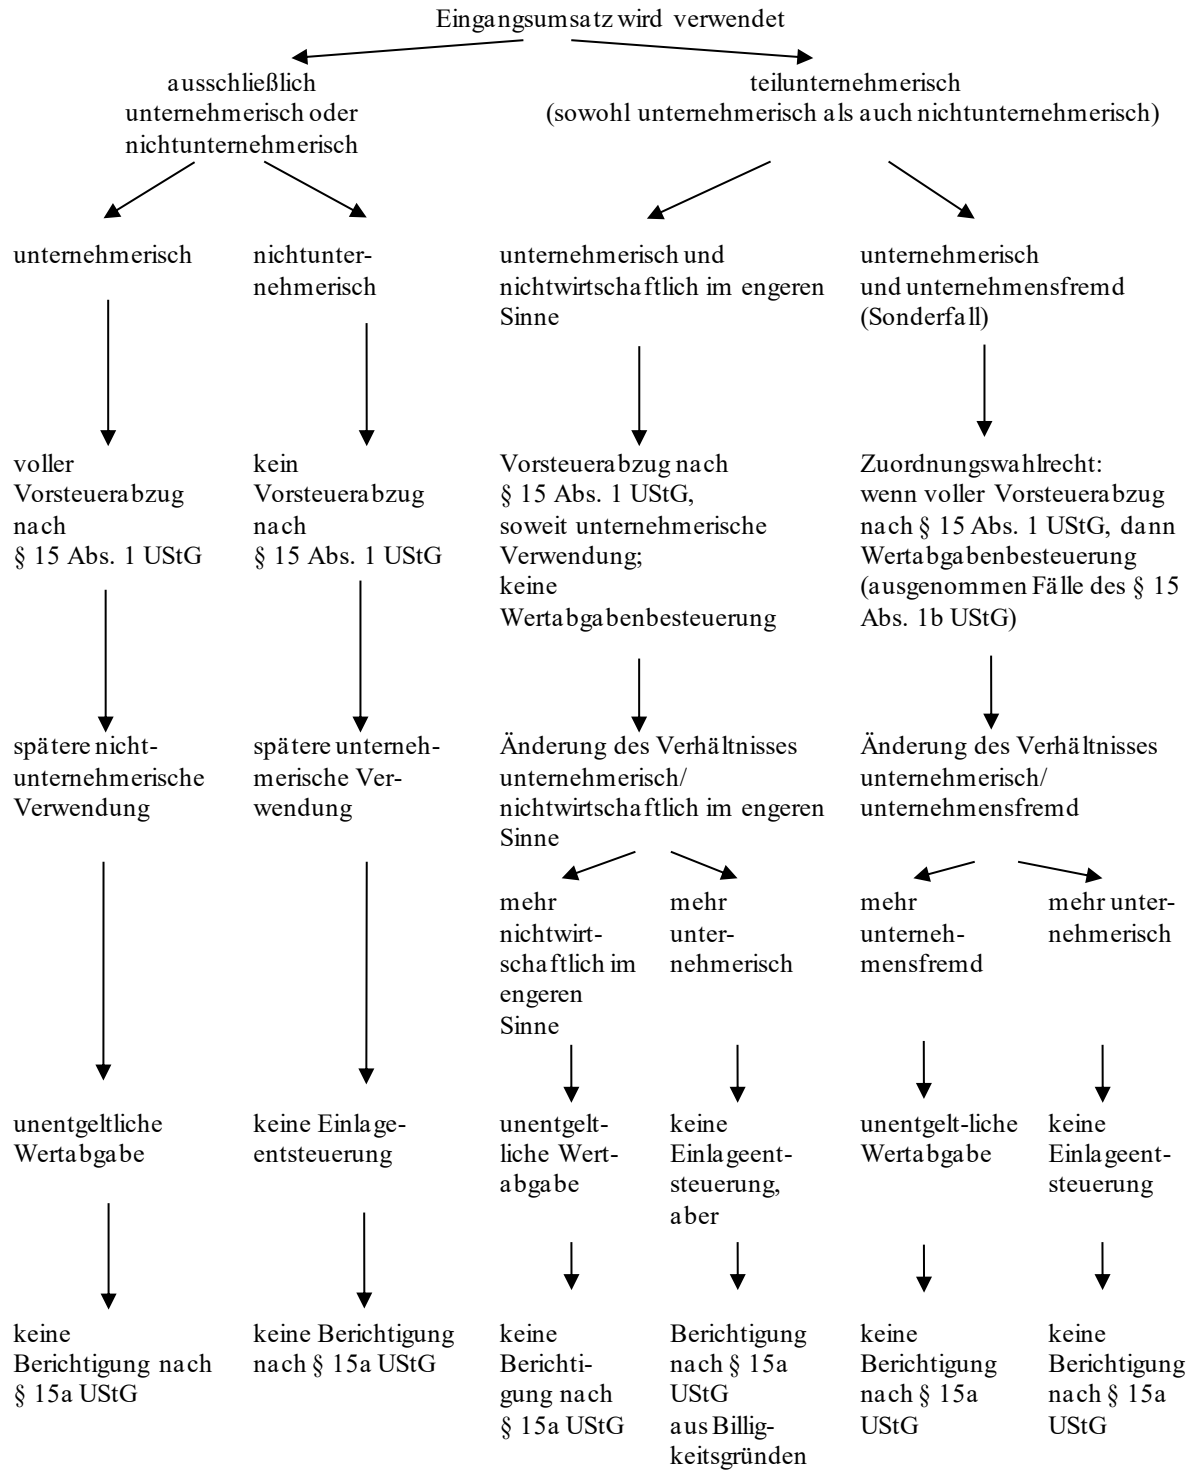 Eingangsumsatz wird verwendet
ausschließlich
unternehmerisch oder
nichtunternehmerisch
teilunternehmerisch
(sowohl unternehmerisch als auch nichtunternehmerisch)
unternehmerisch
nichtunter-
nehmerisch
unternehmerisch und
nichtwirtschaftlich im engeren
Sinne
unternehmerisch
und unternehmensfremd
(Sonderfall)
voller
Vorsteuerabzug
nach
§ 15 Abs. 1 UStG
kein
Vorsteuerabzug
nach
§ 15 Abs. 1 UStG
Vorsteuerabzug nach
§ 15 Abs. 1 UStG,
soweit unternehmerische
Verwendung;
keine
Wertabgabenbesteuerung
Zuordnungswahlrecht:
wenn voller Vorsteuerabzug
nach § 15 Abs. 1 UStG, dann
Wertabgabenbesteuerung
(ausgenommen Fälle des § 15
Abs. 1b UStG)
spätere nicht-
unternehmerische
Verwendung
spätere unterneh-
merische Ver-
wendung
Änderung des Verhältnisses
unternehmerisch/
nichtwirtschaftlich im engeren
Sinne
Änderung des Verhältnisses
unternehmerisch/
unternehmensfremd
mehr
nichtwirt-
schaftlich im
engeren
Sinne
mehr
unter-
nehmerisch
mehr
unterneh-
mensfremd
mehr unter-
nehmerisch
unentgeltliche
Wertabgabe
keine Einlage-
entsteuerung
unentgelt-
liche Wert-
abgabe
keine
Einlageent-
steuerung,
aber
unentgelt-liche
Wertabgabe
keine
Einlageent-
steuerung
keine
Berichtigung nach
§ 15a UStG
keine Berichtigung
nach § 15a UStG
keine
Berichti-
gung nach
§ 15a UStG
Berichtigung
nach § 15a
UStG
aus Billig-
keitsgründen
keine
Berichtigung
nach § 15a
UStG
keine
Berichtigung
nach § 15a
UStG